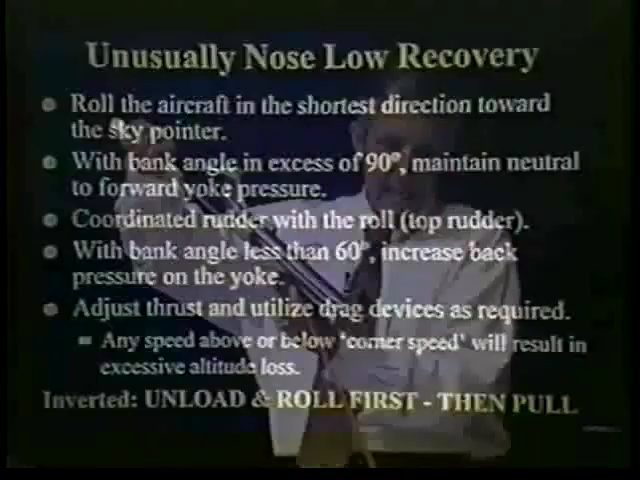 Unusually Nose Low Recovery
Roll the aircraft in the shortest direction toward
the sky pointer.
With bank angle in excess of 90°, maintain neutral
to forward yoke pressure.
Coordinated rudder with the roll (top rudder).
With bank angle less than 60°, increase back
pressure on the yoke.
Adjust thrust and utilize drag devices as required.
Any speed above or below 'corner speed' will result in
excessive altitude loss.
Inverted: UNLOAD & ROLL FIRST - THEN PULL